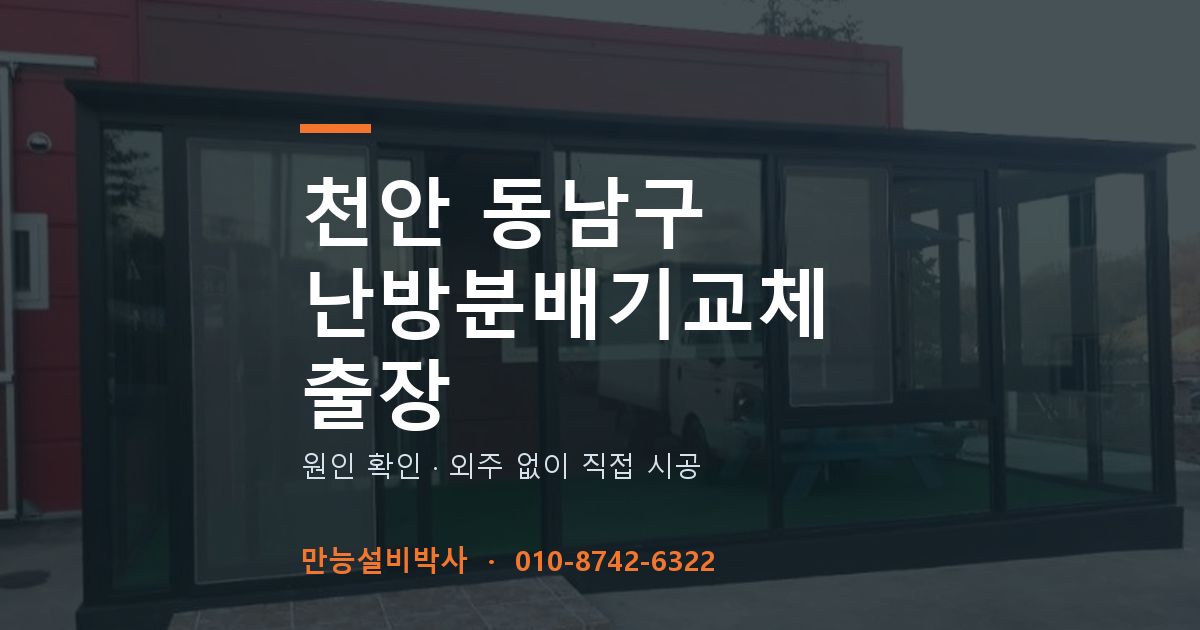 천안 동남구
난방분배기교체
출장
원인 확인 · 외주 없이 직접 시공
만능설비박사 · 010-8742-6322